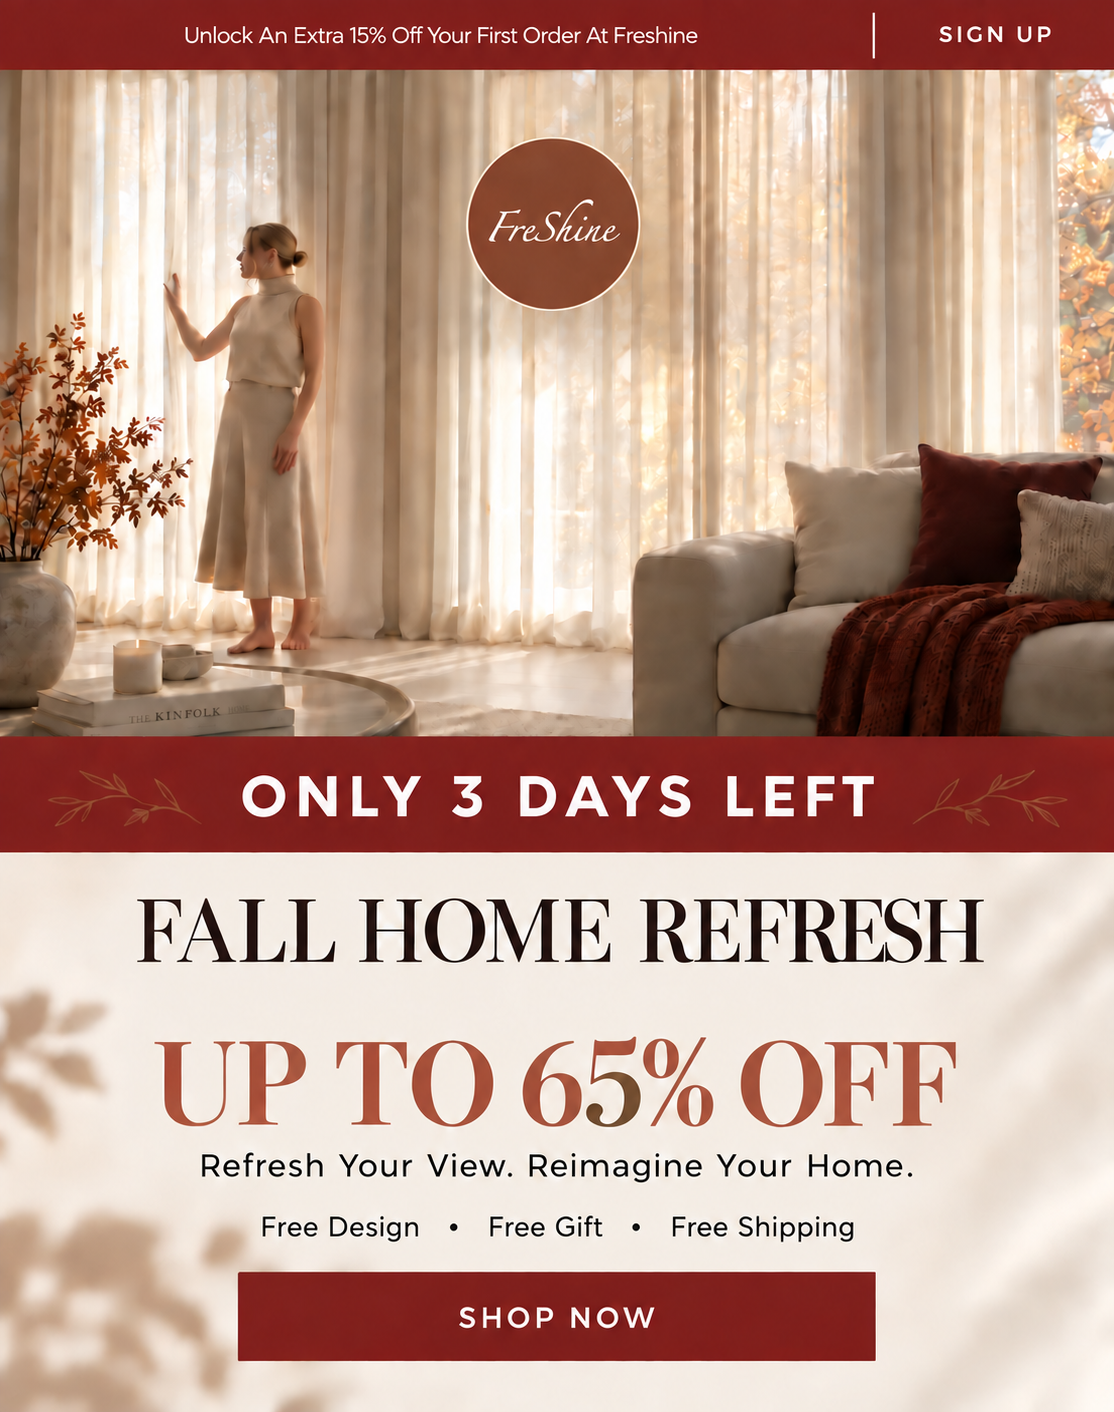 Unlock An Extra 15% Off Your First Order At Freshine
SIGN UP
FreShine
THE KINFOLK
ONLY 3 DAYS LEFT
FALL HOME REFRESH
UP TO 65% OFF
Refresh Your View. Reimagine Your Home.
Free Design • Free Gift • Free Shipping
SHOP NOW